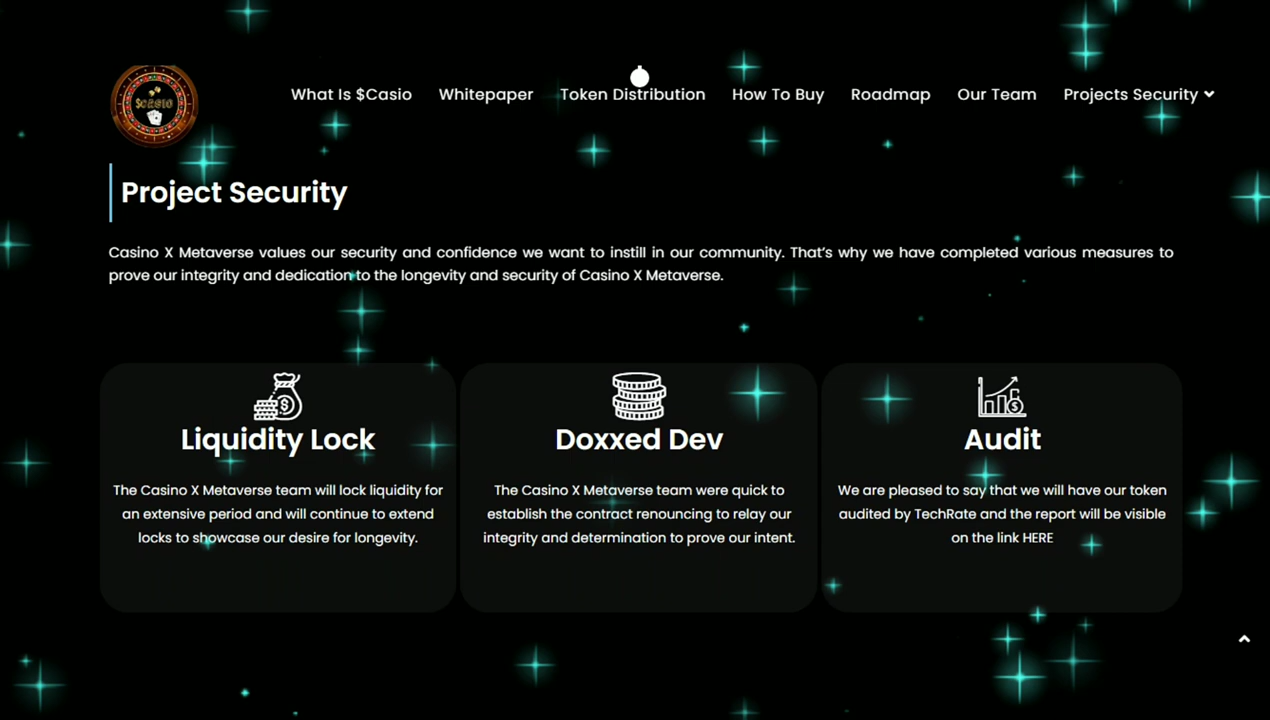 $CASIO
What Is $Casio
Whitepaper
Token Distribution
How To Buy
Roadmap
Our Team
Projects Security
Project Security
Casino X Metaverse values our security and confidence we want to instill in our community. That's why we have completed various measures to
prove our integrity and dedication to the longevity and security of Casino X Metaverse.
Liquidity Lock
The Casino X Metaverse team will lock liquidity for
an extensive period and will continue to extend
locks to showcase our desire for longevity.
Doxxed Dev
The Casino X Metaverse team were quick to
establish the contract renouncing to relay our
integrity and determination to prove our intent.
Audit
We are pleased to say that we will have our token
audited by TechRate and the report will be visible
on the link HERE